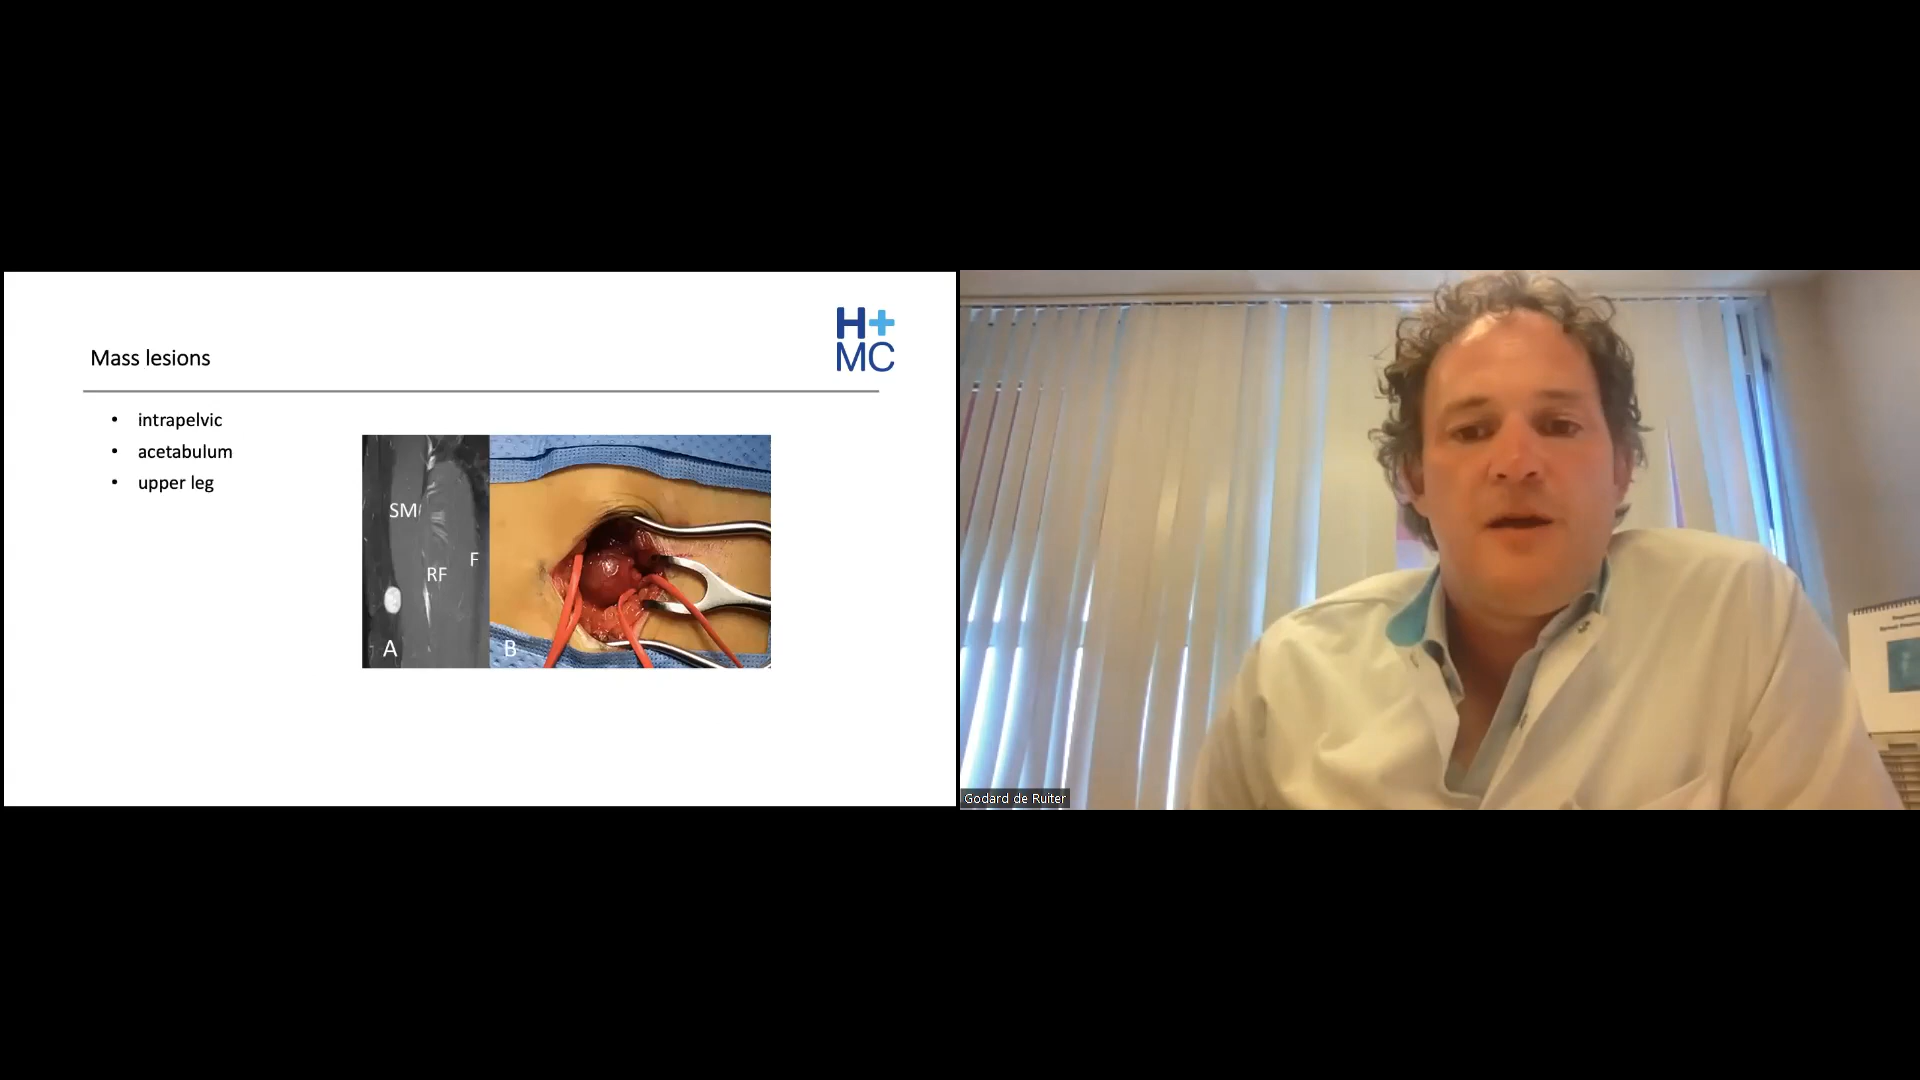 H+
MC
Mass lesions
• intrapelvic
• acetabulum
• upper leg
SM
F
RF
A
B
Godard de Ruiter